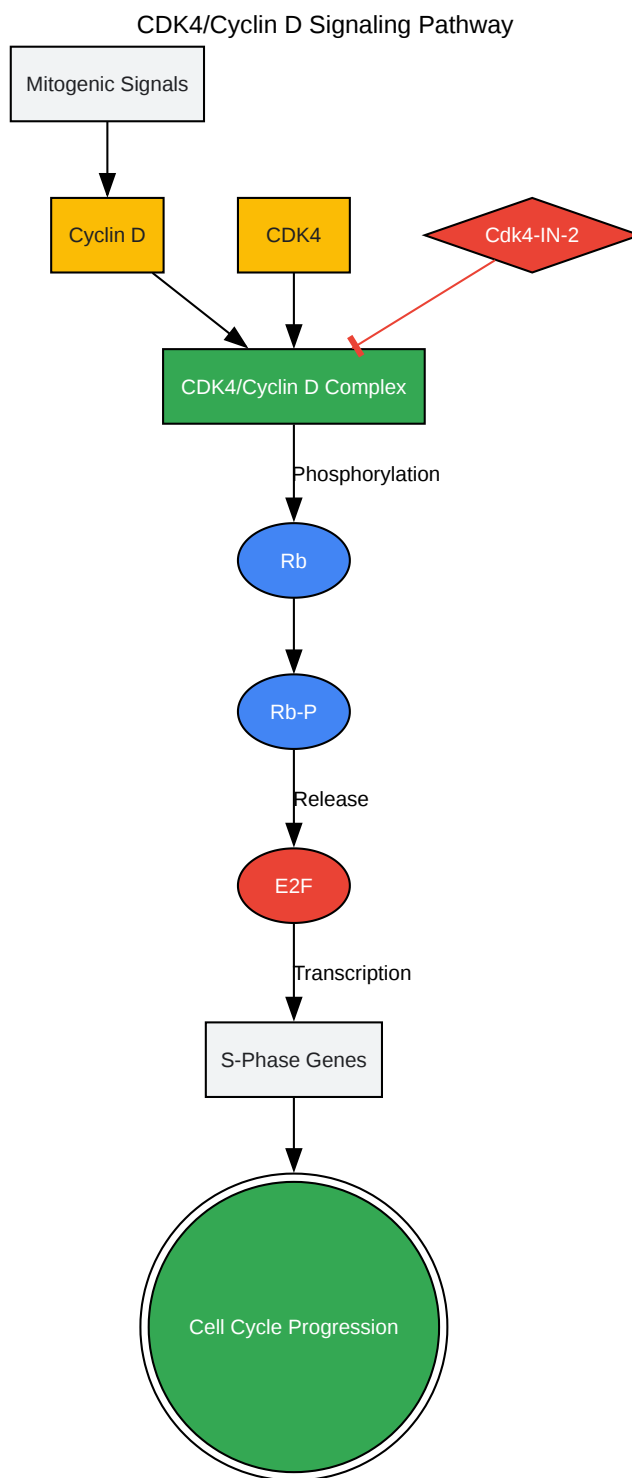 CDK4/Cyclin D Signaling Pathway
Mitogenic Signals
Cyclin D
CDK4
Cdk4-IN-2
CDK4/Cyclin D Complex
Phosphorylation
Rb
Rb-P
Release
E2F
Transcription
S-Phase Genes
Cell Cycle Progression